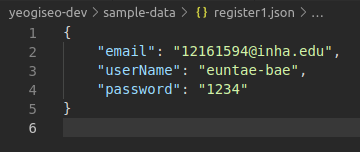 yeogiseo-dev > sample-data > {} register1.json > ...
1 {
2 "email": "12161594@inha.edu",
3 "userName": "euntae-bae",
4 "password": "1234"
5 }
6